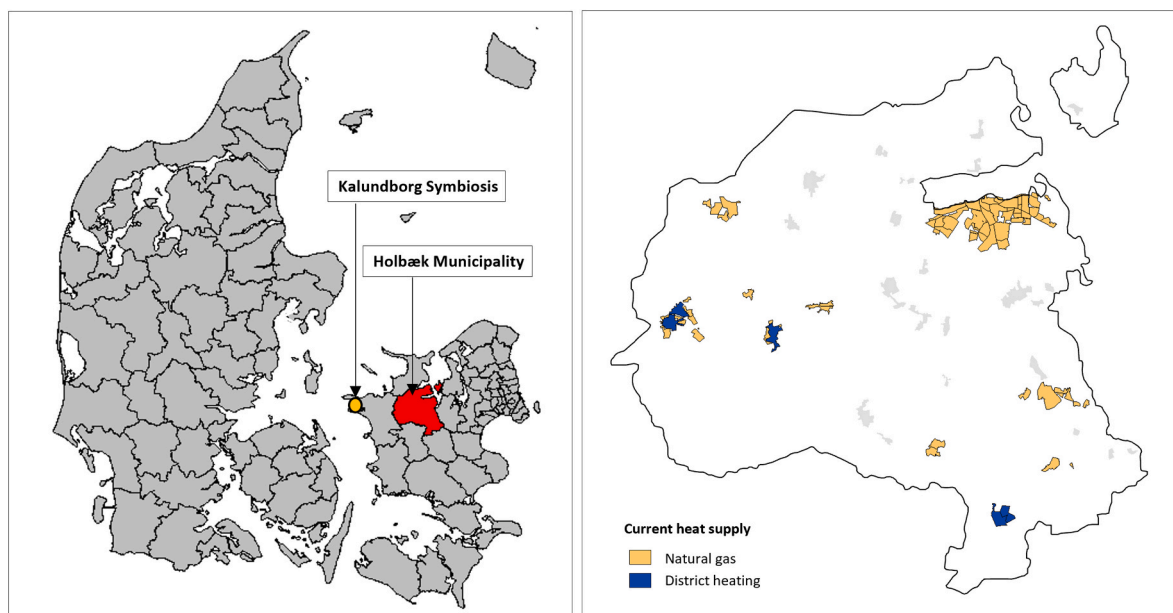 Kalundborg Symbiosis
Holbæk Municipality
Current heat supply
Natural gas
District heating